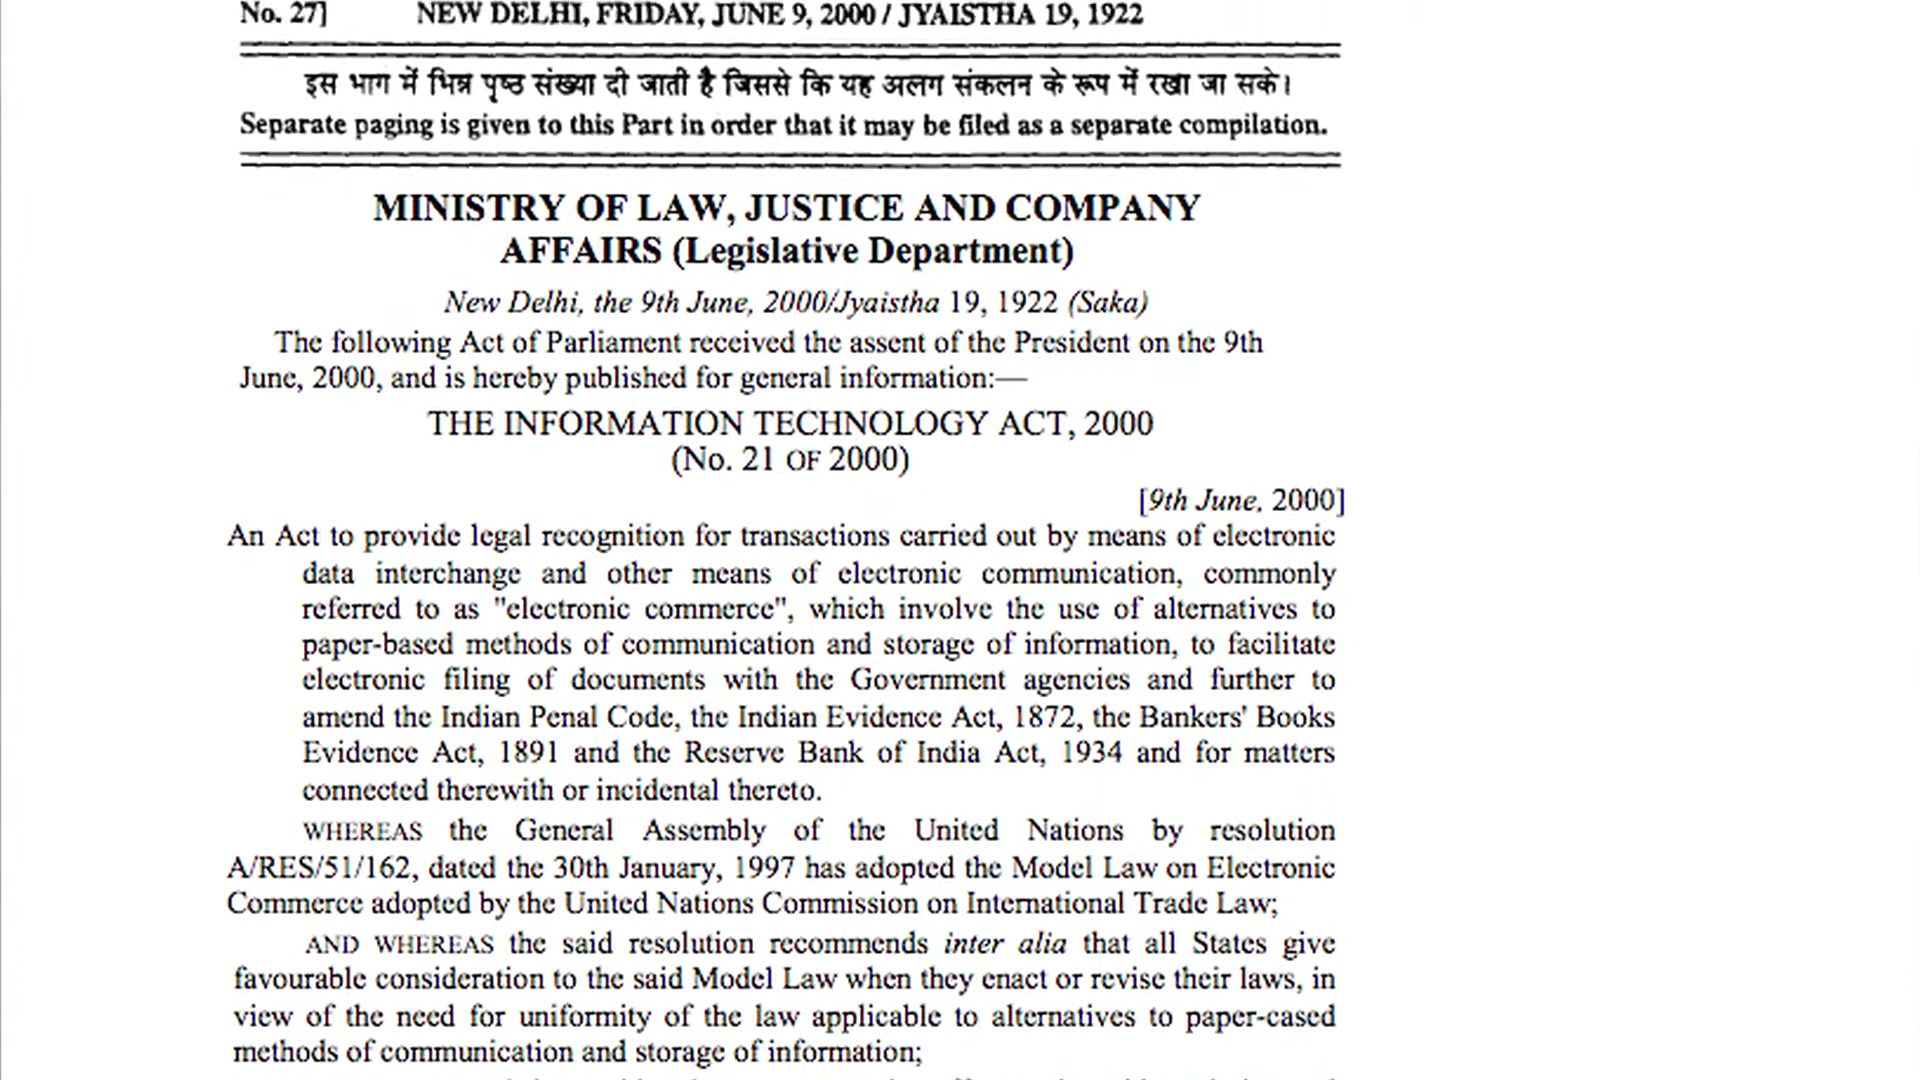 No. 27] NEW DELHI, FRIDAY, JUNE 9, 2000 / JYAISTHA 19, 1922
इस भाग में भिन्न पृष्ठ संख्या दी जाती है जिससे कि यह अलग संकलन के रूप में रखा जा सके।
Separate paging is given to this Part in order that it may be filed as a separate compilation.
MINISTRY OF LAW, JUSTICE AND COMPANY
AFFAIRS (Legislative Department)
New Delhi, the 9th June, 2000/Jyaistha 19, 1922 (Saka)
The following Act of Parliament received the assent of the President on the 9th
June, 2000, and is hereby published for general information:—
THE INFORMATION TECHNOLOGY ACT, 2000
(No. 21 OF 2000)
[9th June, 2000]
An Act to provide legal recognition for transactions carried out by means of electronic
data interchange and other means of electronic communication, commonly
referred to as "electronic commerce", which involve the use of alternatives to
paper-based methods of communication and storage of information, to facilitate
electronic filing of documents with the Government agencies and further to
amend the Indian Penal Code, the Indian Evidence Act, 1872, the Bankers' Books
Evidence Act, 1891 and the Reserve Bank of India Act, 1934 and for matters
connected therewith or incidental thereto.
WHEREAS the General Assembly of the United Nations by resolution
A/RES/51/162, dated the 30th January, 1997 has adopted the Model Law on Electronic
Commerce adopted by the United Nations Commission on International Trade Law;
AND WHEREAS the said resolution recommends inter alia that all States give
favourable consideration to the said Model Law when they enact or revise their laws, in
view of the need for uniformity of the law applicable to alternatives to paper-cased
methods of communication and storage of information;